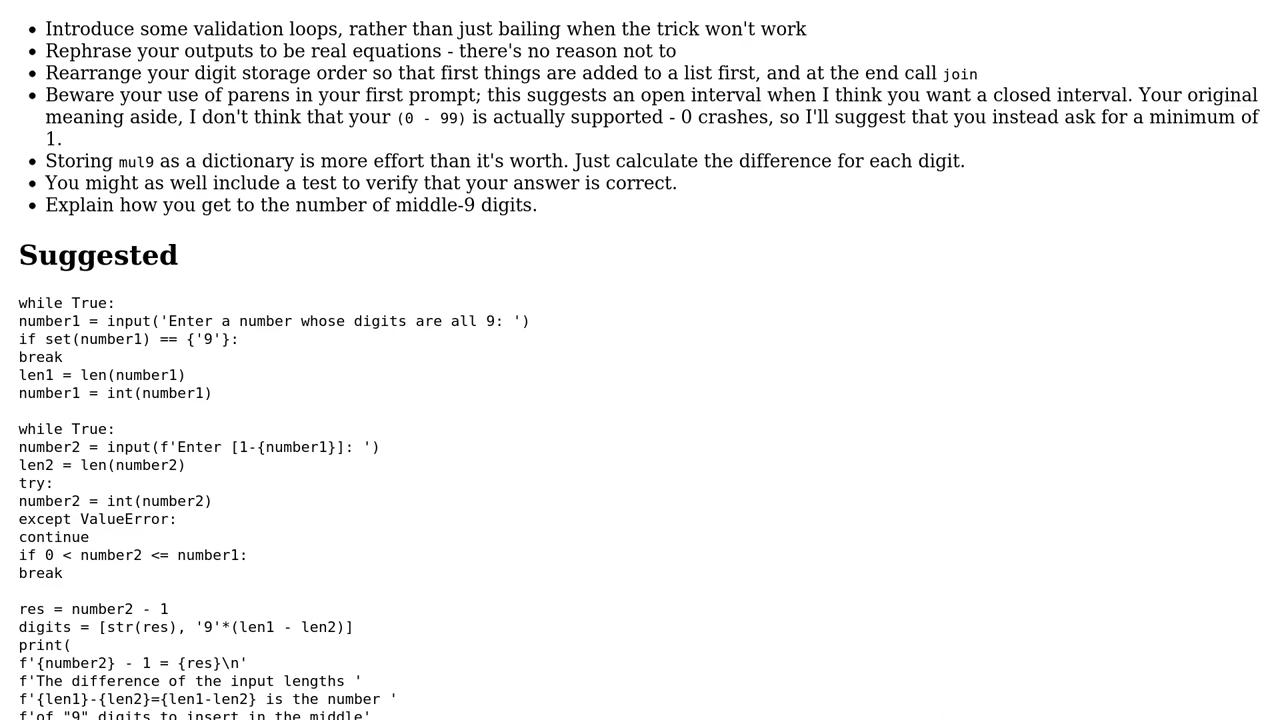 Introduce some validation loops, rather than just bailing when the trick won't work
Rephrase your outputs to be real equations - there's no reason not to
Rearrange your digit storage order so that first things are added to a list first, and at the end call join
Beware your use of parens in your first prompt; this suggests an open interval when I think you want a closed interval. Your original
meaning aside, I don't think that your (0 - 99) is actually supported - 0 crashes, so I'll suggest that you instead ask for a minimum of
1.
Storing mul9 as a dictionary is more effort than it's worth. Just calculate the difference for each digit.
You might as well include a test to verify that your answer is correct.
Explain how you get to the number of middle-9 digits.
Suggested
while True:
number1 = input('Enter a number whose digits are all 9: ')
if set(number1) == {'9'}:
break
len1 = len(number1)
number1 = int(number1)
while True:
number2 = input(f'Enter [1-{number1}]: ')
len2 = len(number2)
try:
number2 = int(number2)
except ValueError:
continue
if 0 < number2 <= number1:
break
res = number2 - 1
digits = [str(res), '9'*(len1 - len2)]
print(
f'{number2} - 1 = {res}\n'
f'The difference of the input lengths '
f'{len1}-{len2}={len1-len2} is the number '
f'of "9" digits to insert in the middle'